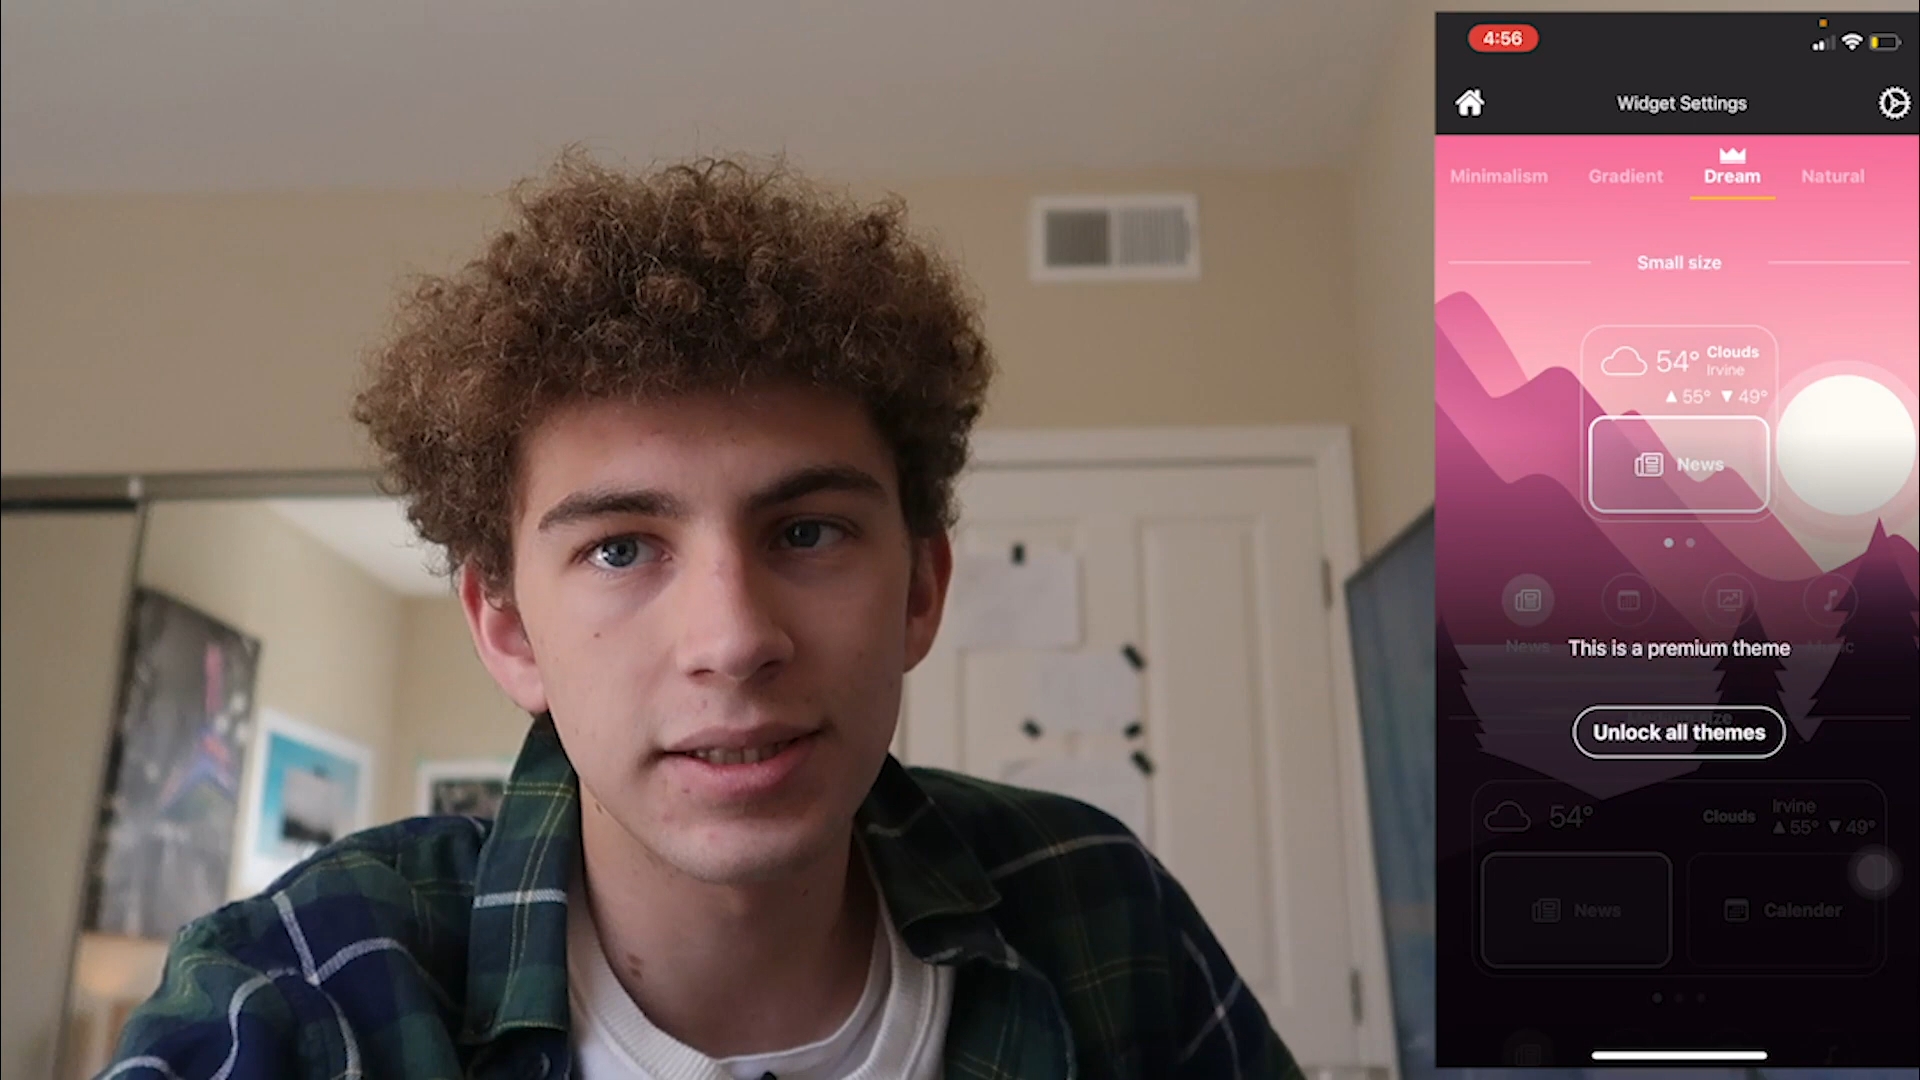 4:56
Widget Settings
Minimalism Gradient Dream Natural
Small size
54° Clouds
Irvine
▲ 55° ▼ 49°
News
News
This is a premium theme
Unlock all themes
54° Clouds Irvine
▲ 55° ▼ 49°
News Calender